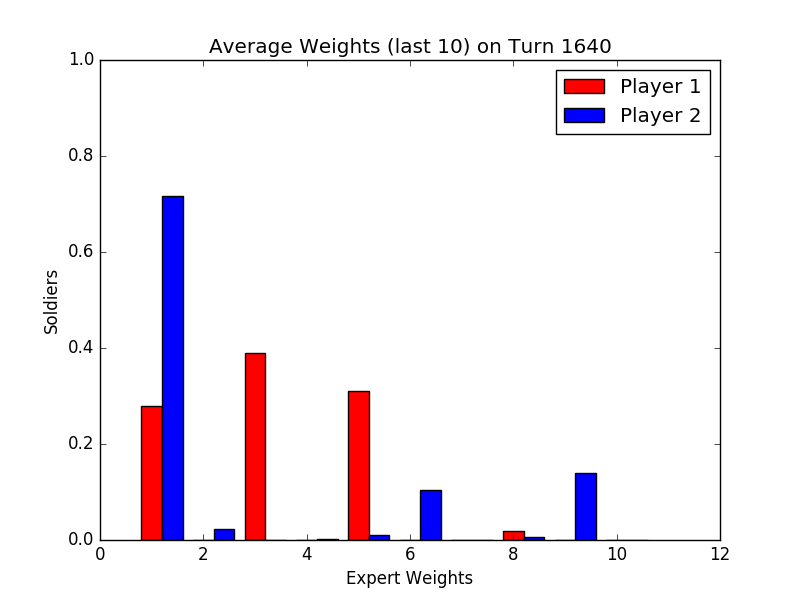 Average Weights (last 10) on Turn 1640
1.0
0.8
0.6
0.4
0.2
0.0
Soldiers
Player 1
Player 2
0 2 4 6 8 10 12
Expert Weights